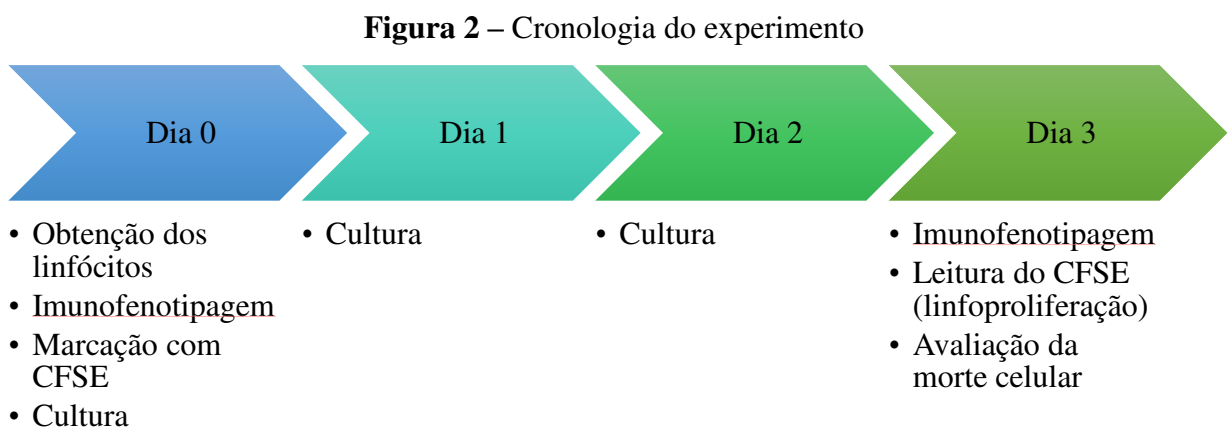 Figura 2 – Cronologia do experimento
Dia 0
• Obtenção dos
linfócitos
• Imunofenotipagem
• Marcação com
CFSE
• Cultura
Dia 1
• Cultura
Dia 2
• Cultura
Dia 3
• Imunofenotipagem
• Leitura do CFSE
(linfoproliferação)
• Avaliação da
morte celular